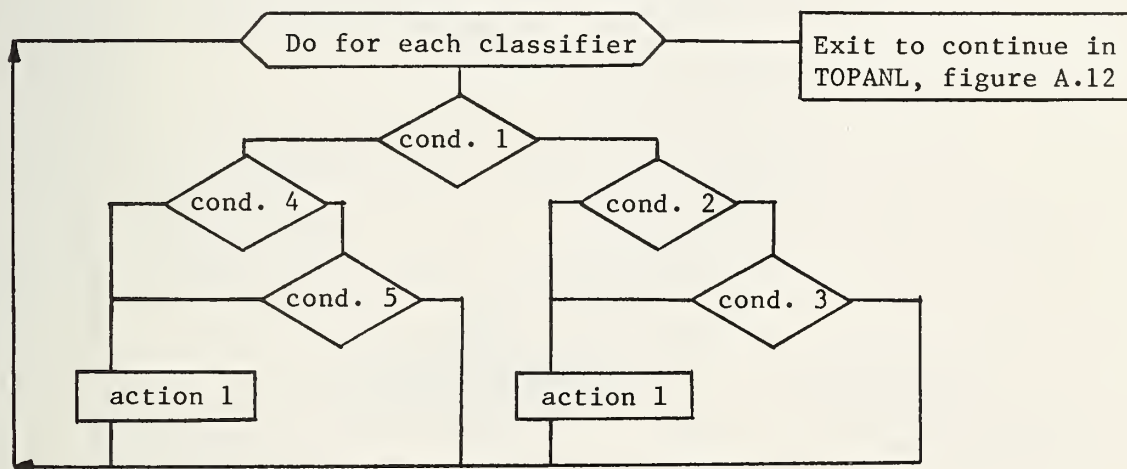 Do for each classifier
Exit to continue in
TOPANL, figure A.12
cond. 1
cond. 4
cond. 2
cond. 5
cond. 3
action 1
action 1